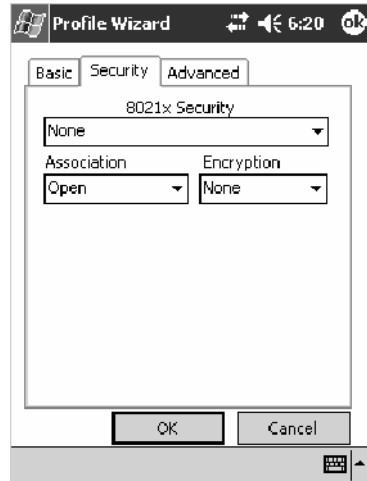 Profile Wizard 6:20 ok
Basic Security Advanced
8021x Security
None
Association Encryption
Open None
OK Cancel